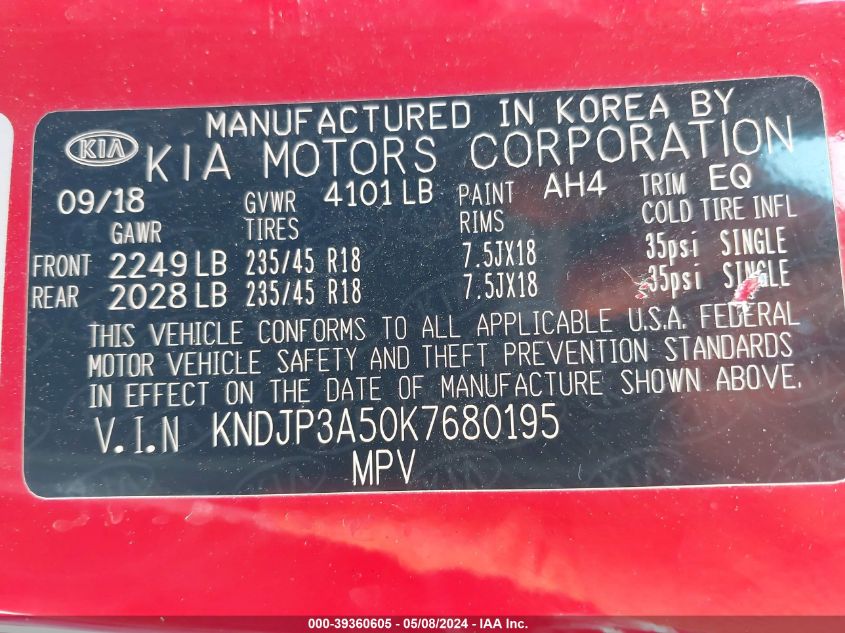 MANUFACTURED IN KOREA BY
KIA KIA MOTORS CORPORATION
09/18 GVWR 4101 LB PAINT AH4 TRIM EQ
GAWR TIRES RIMS COLD TIRE INFL
FRONT 2249 LB 235/45 R18 7.5JX18 35psi SINGLE
REAR 2028 LB 235/45 R18 7.5JX18 35psi SINGLE
THIS VEHICLE CONFORMS TO ALL APPLICABLE U.S.A. FEDERAL
MOTOR VEHICLE SAFETY AND THEFT PREVENTION STANDARDS
IN EFFECT ON THE DATE OF MANUFACTURE SHOWN ABOVE.
V.I.N KNDJP3A50K7680195
MPV
000-39360605 - 05/08/2024 - IAA Inc.